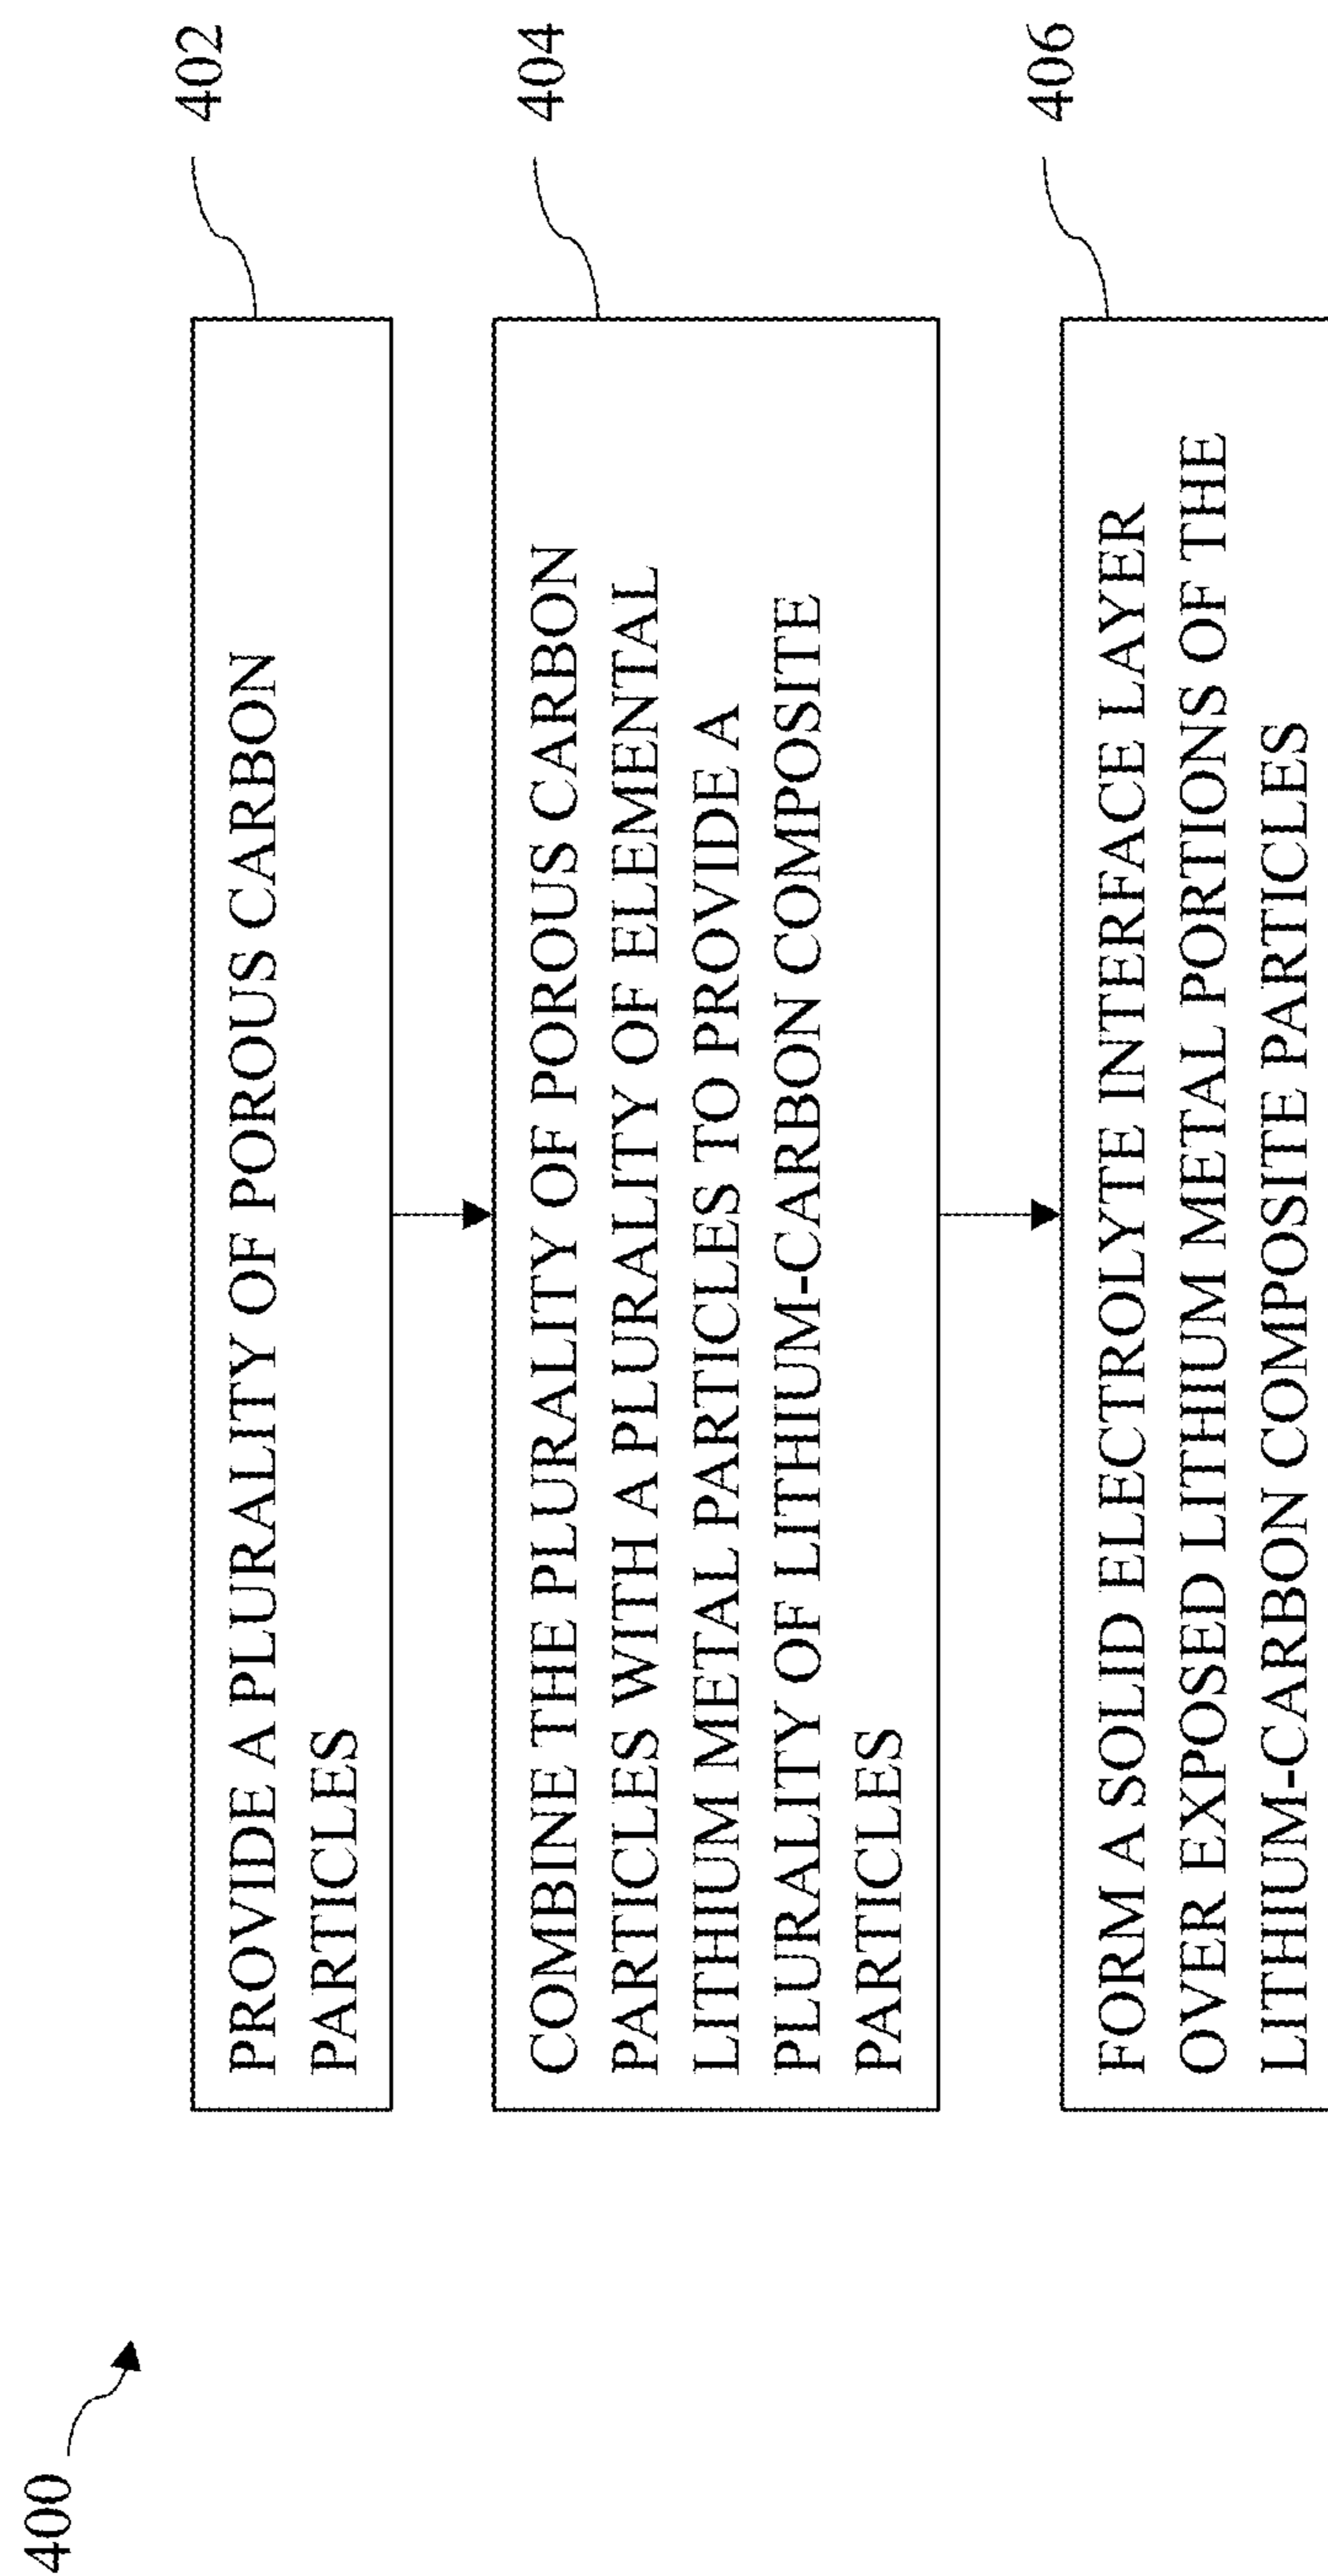 400
PROVIDE A PLURALITY OF POROUS CARBON
PARTICLES
402
COMBINE THE PLURALITY OF POROUS CARBON
PARTICLES WITH A PLURALITY OF ELEMENTAL
LITHIUM METAL PARTICLES TO PROVIDE A
PLURALITY OF LITHIUM-CARBON COMPOSITE
PARTICLES
404
FORM A SOLID ELECTROLYTE INTERFACE LAYER
OVER EXPOSED LITHIUM METAL PORTIONS OF THE
LITHIUM-CARBON COMPOSITE PARTICLES
406